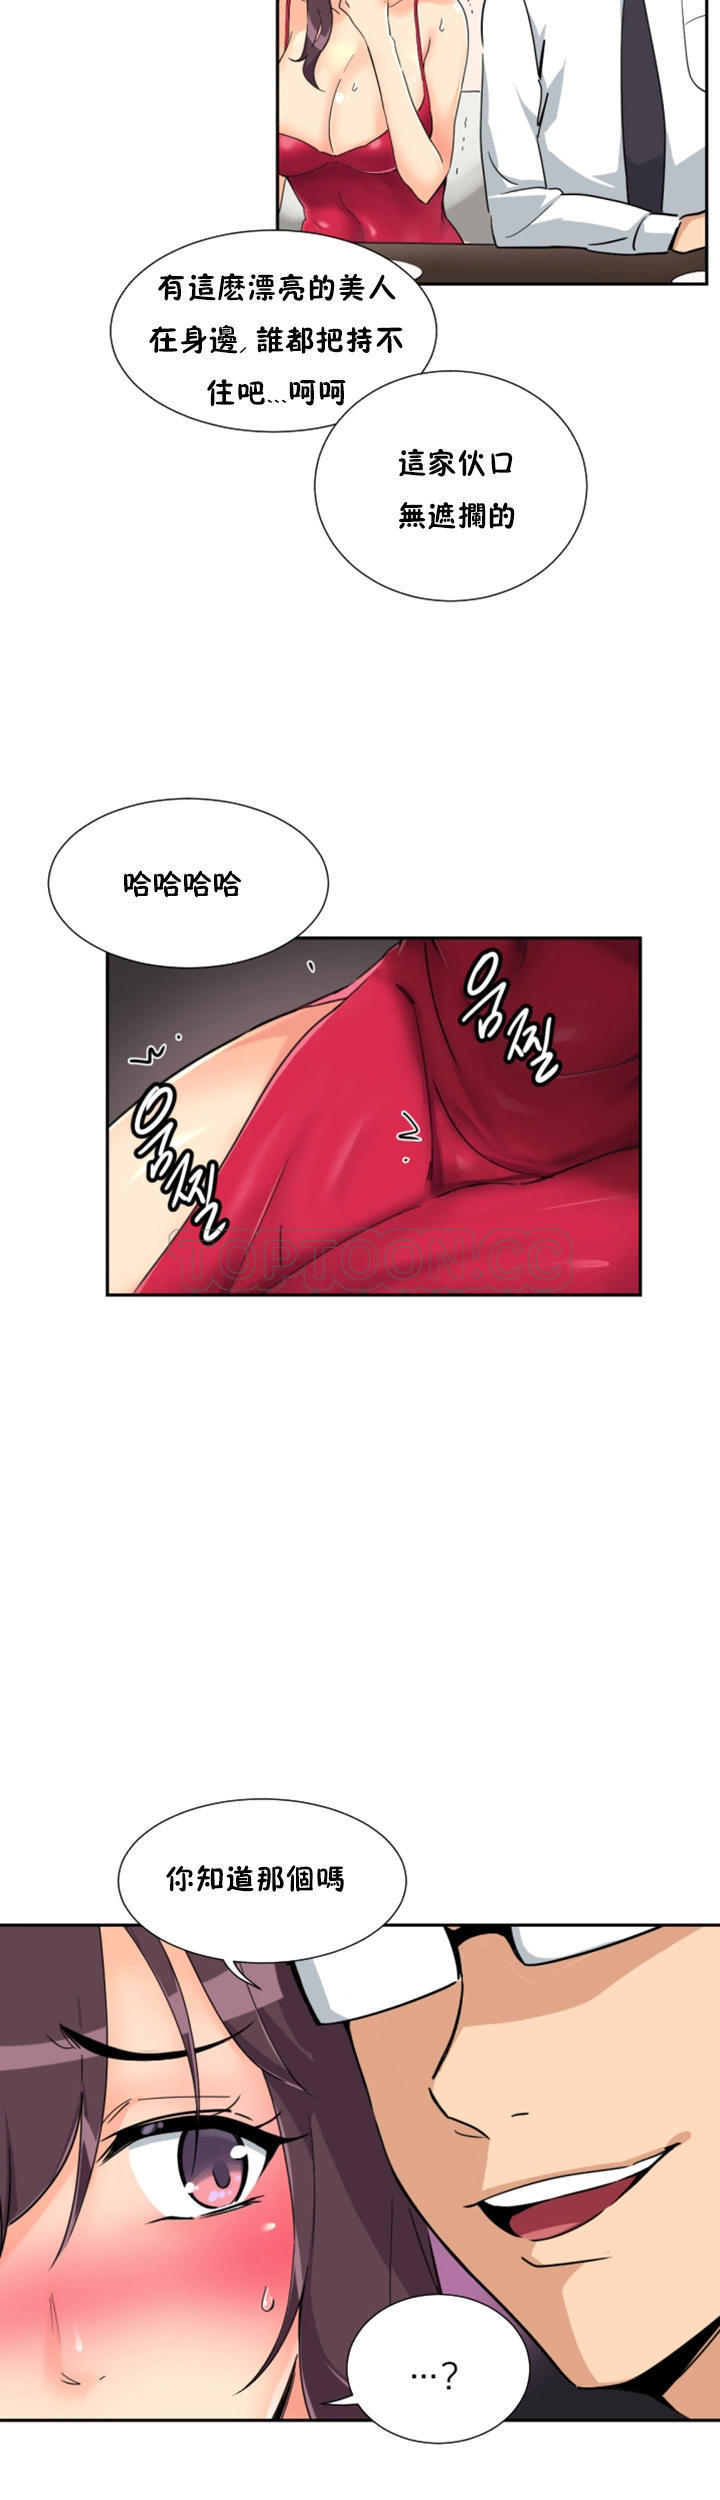 有這麼漂亮的美人
在身邊, 誰都把持不
住吧...呵呵
這家伙口
無遮攔的
哈哈哈哈
움찔
움찔
TOPTOON.CC
你知道那個嗎
...?